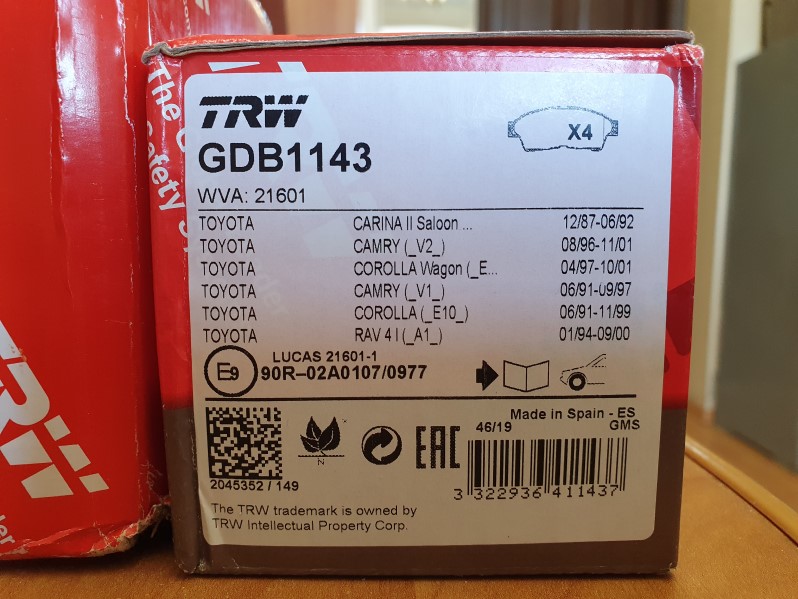 The
Safety
TRW
X4
GDB1143
WVA: 21601
TOYOTA CARINA II Saloon ... 12/87-06/92
TOYOTA CAMRY (_V2_) 08/96-11/01
TOYOTA COROLLA Wagon (_E... 04/97-10/01
TOYOTA CAMRY (_V1_) 06/91-09/97
TOYOTA COROLLA (_E10_) 06/91-11/99
TOYOTA RAV 4 I (_A1_) 01/94-09/00
LUCAS 21601-1
E9 90R-02A0107/0977
Made in Spain - ES
46/19 GMS
N
EAC
2045352 / 149
3 322936 411437
The TRW trademark is owned by
TRW Intellectual Property Corp.
TRW